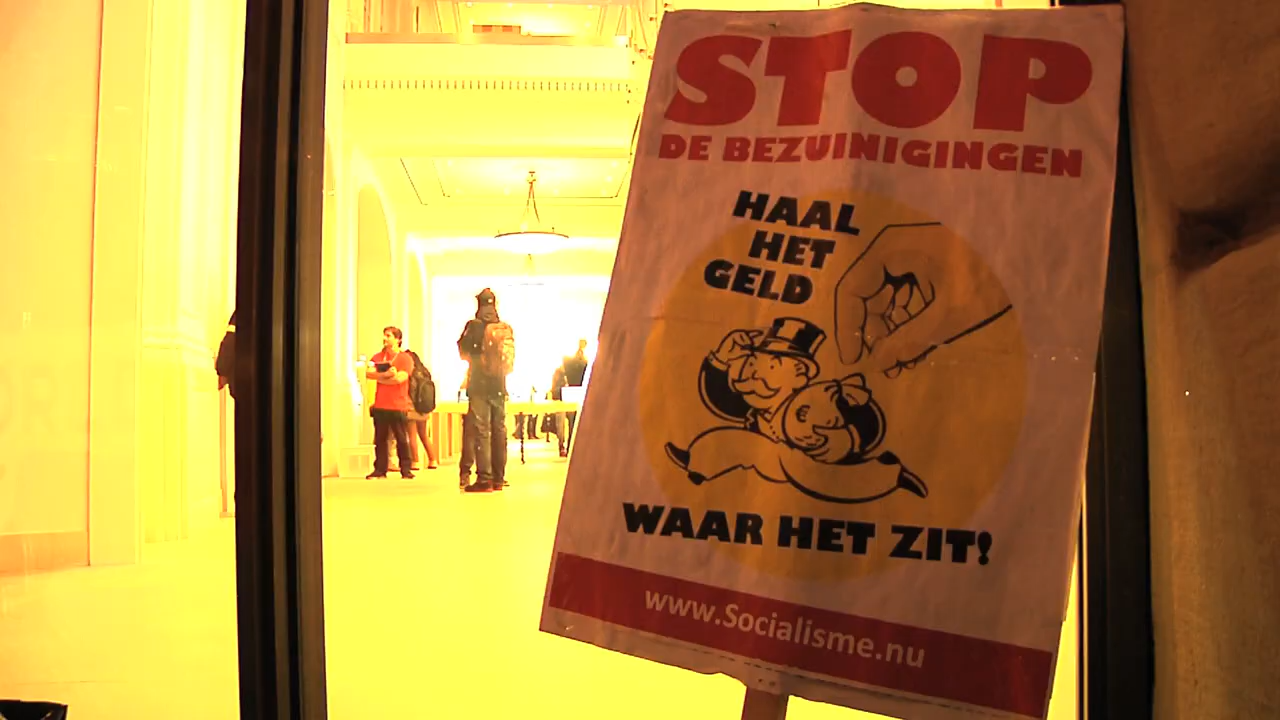 STOP
DE BEZUINIGINGEN
HAAL
HET
GELD
WAAR HET ZIT!
www.Socialisme.nu